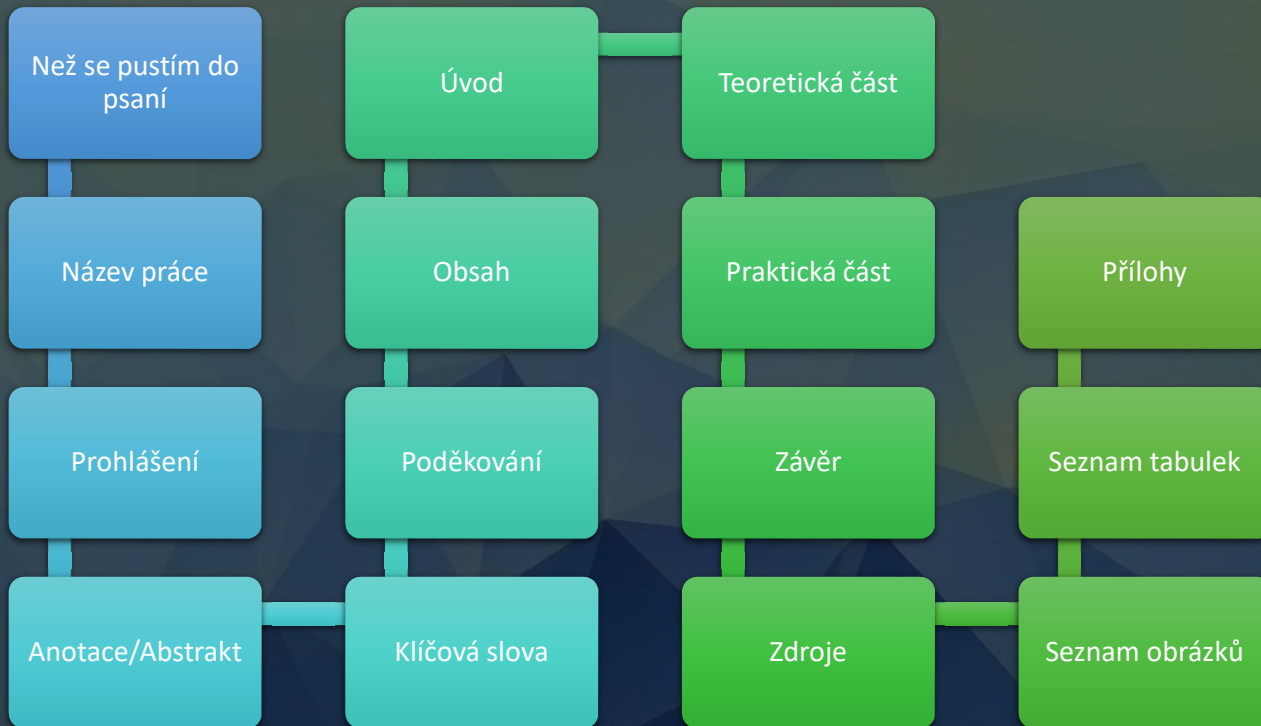 Než se pustím do
psaní
Název práce
Prohlášení
Anotace/Abstrakt
Klíčová slova
Poděkování
Obsah
Úvod
Teoretická část
Praktická část
Závěr
Zdroje
Seznam obrázků
Seznam tabulek
Přílohy